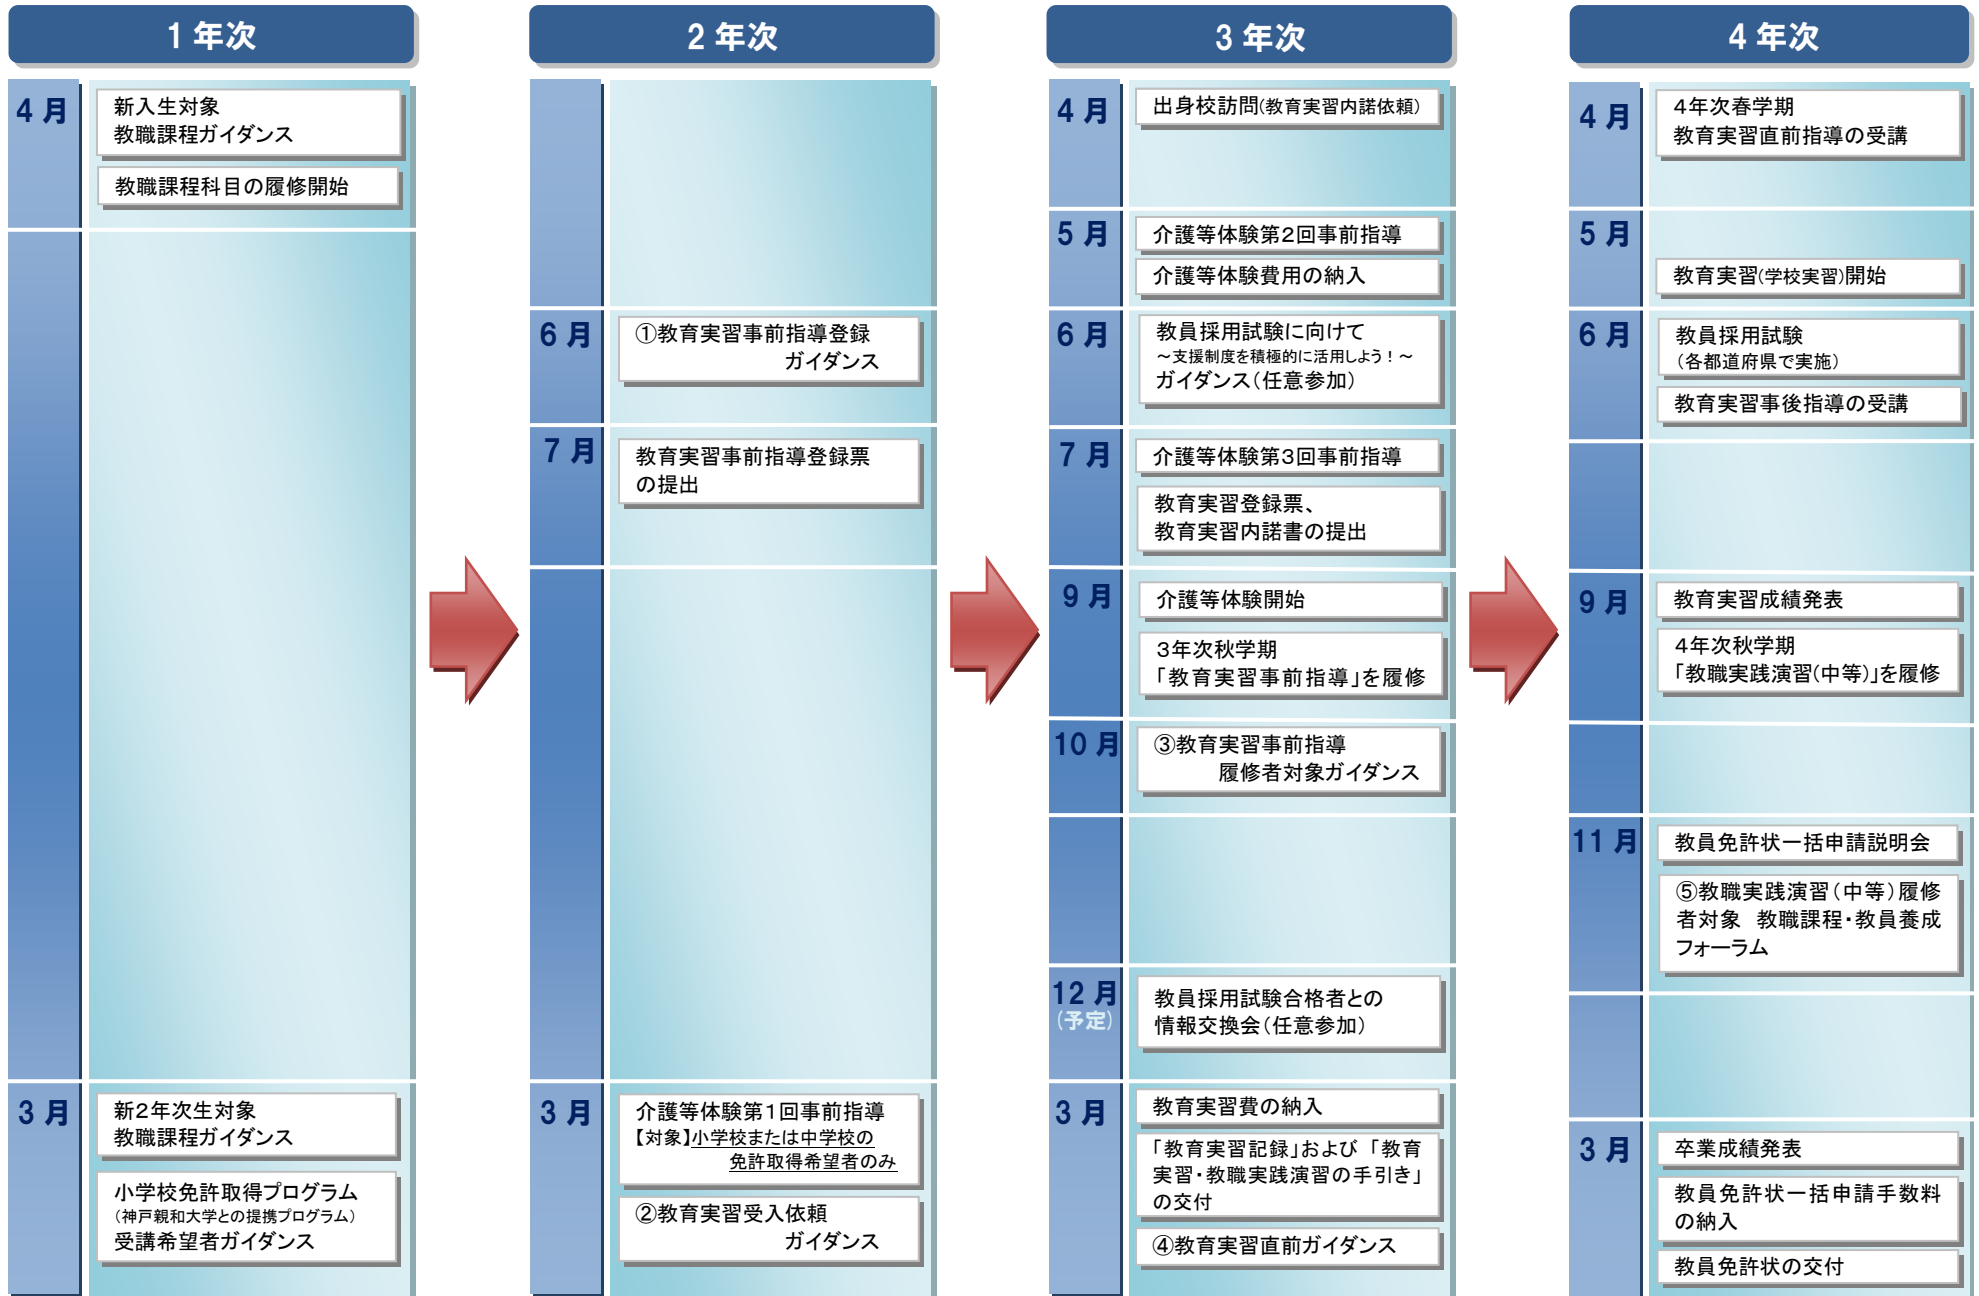 1年次
4月
新入生対象
教職課程ガイダンス
教職課程科目の履修開始
3月
新2年次生対象
教職課程ガイダンス
小学校免許取得プログラム
（神戸親和大学との提携プログラム）
受講希望者ガイダンス
2年次
6月
①教育実習事前指導登録
ガイダンス
7月
教育実習事前指導登録票
の提出
3月
介護等体験第1回事前指導
【対象】小学校または中学校の
免許取得希望者のみ
②教育実習受入依頼
ガイダンス
3年次
4月
出身校訪問(教育実習内諾依頼)
5月
介護等体験第2回事前指導
介護等体験費用の納入
6月
教員採用試験に向けて
～支援制度を積極的に活用しよう！～
ガイダンス（任意参加）
7月
介護等体験第3回事前指導
教育実習登録票、
教育実習内諾書の提出
9月
介護等体験開始
3年次秋学期
「教育実習事前指導」を履修
10月
③教育実習事前指導
履修者対象ガイダンス
12月
(予定)
教員採用試験合格者との
情報交換会（任意参加）
3月
教育実習費の納入
「教育実習記録」および「教育
実習・教職実践演習の手引き」
の交付
④教育実習直前ガイダンス
4年次
4月
4年次春学期
教育実習直前指導の受講
5月
教育実習(学校実習)開始
6月
教員採用試験
（各都道府県で実施）
教育実習事後指導の受講
9月
教育実習成績発表
4年次秋学期
「教職実践演習(中等)」を履修
11月
教員免許状一括申請説明会
⑤教職実践演習（中等）履修
者対象　教職課程・教員養成
フォーラム
3月
卒業成績発表
教員免許状一括申請手数料
の納入
教員免許状の交付